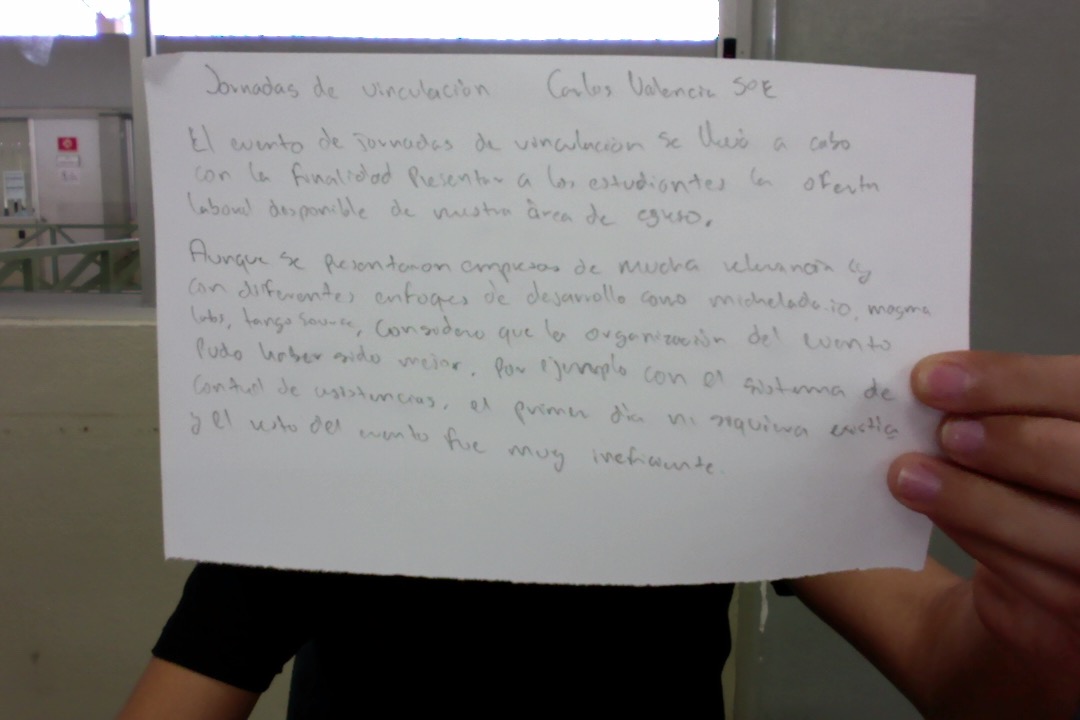 Jornadas de vinculación Carlos Valencia 5°E
El evento de jornadas de vinculación se llevó a cabo
con la finalidad Presentar a los estudiantes la oferta
laboral disponible de nuestra área de egreso.
Aunque se presentaron empresas de mucha relevancia y
con diferentes enfoques de desarrollo como michelada.io, magma
labs, tango source, considero que la organización del evento
Pudo haber sido mejor. Por ejemplo con el sistema de
control de asistencias, el primer día ni siquiera existía
y el resto del evento fue muy ineficiente.